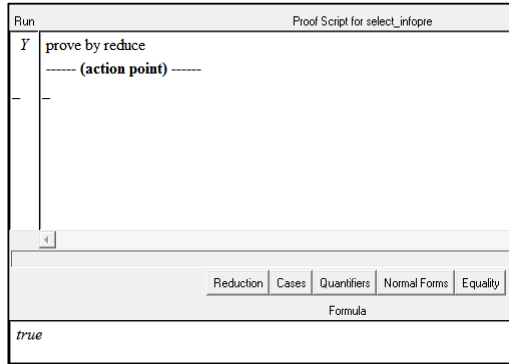 Run Proof Script for select_infopre
Y prove by reduce
------ (action point) ------
Reduction Cases Quantifiers Normal Forms Equality
Formula
true